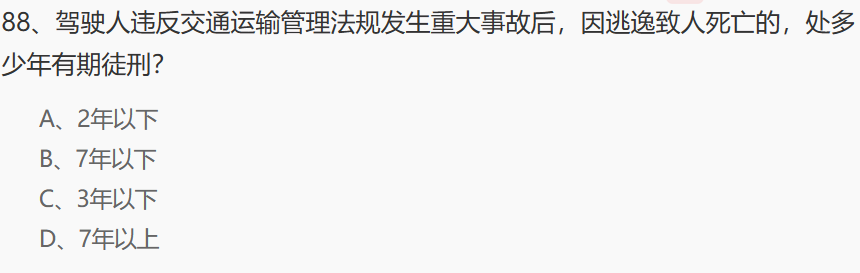 88、驾驶人违反交通运输管理法规发生重大事故后，因逃逸致人死亡的，处多
少年有期徒刑？
A、2年以下
B、7年以下
C、3年以下
D、7年以上